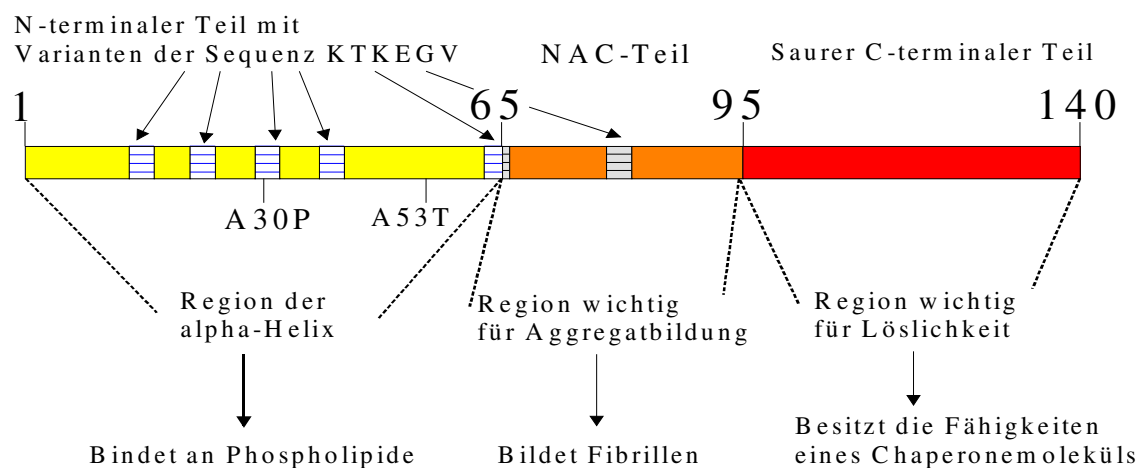 N-terminaler Teil mit
Varianten der Sequenz KTKEGV
NAC-Teil
Saurer C-terminaler Teil
1
65
95
140
A30P
A53T
Region der
alpha-Helix
Region wichtig
für Aggregatbildung
Region wichtig
für Löslichkeit
Bindet an Phospholipide
Bildet Fibrillen
Besitzt die Fähigkeiten
eines Chaperonemoleküls